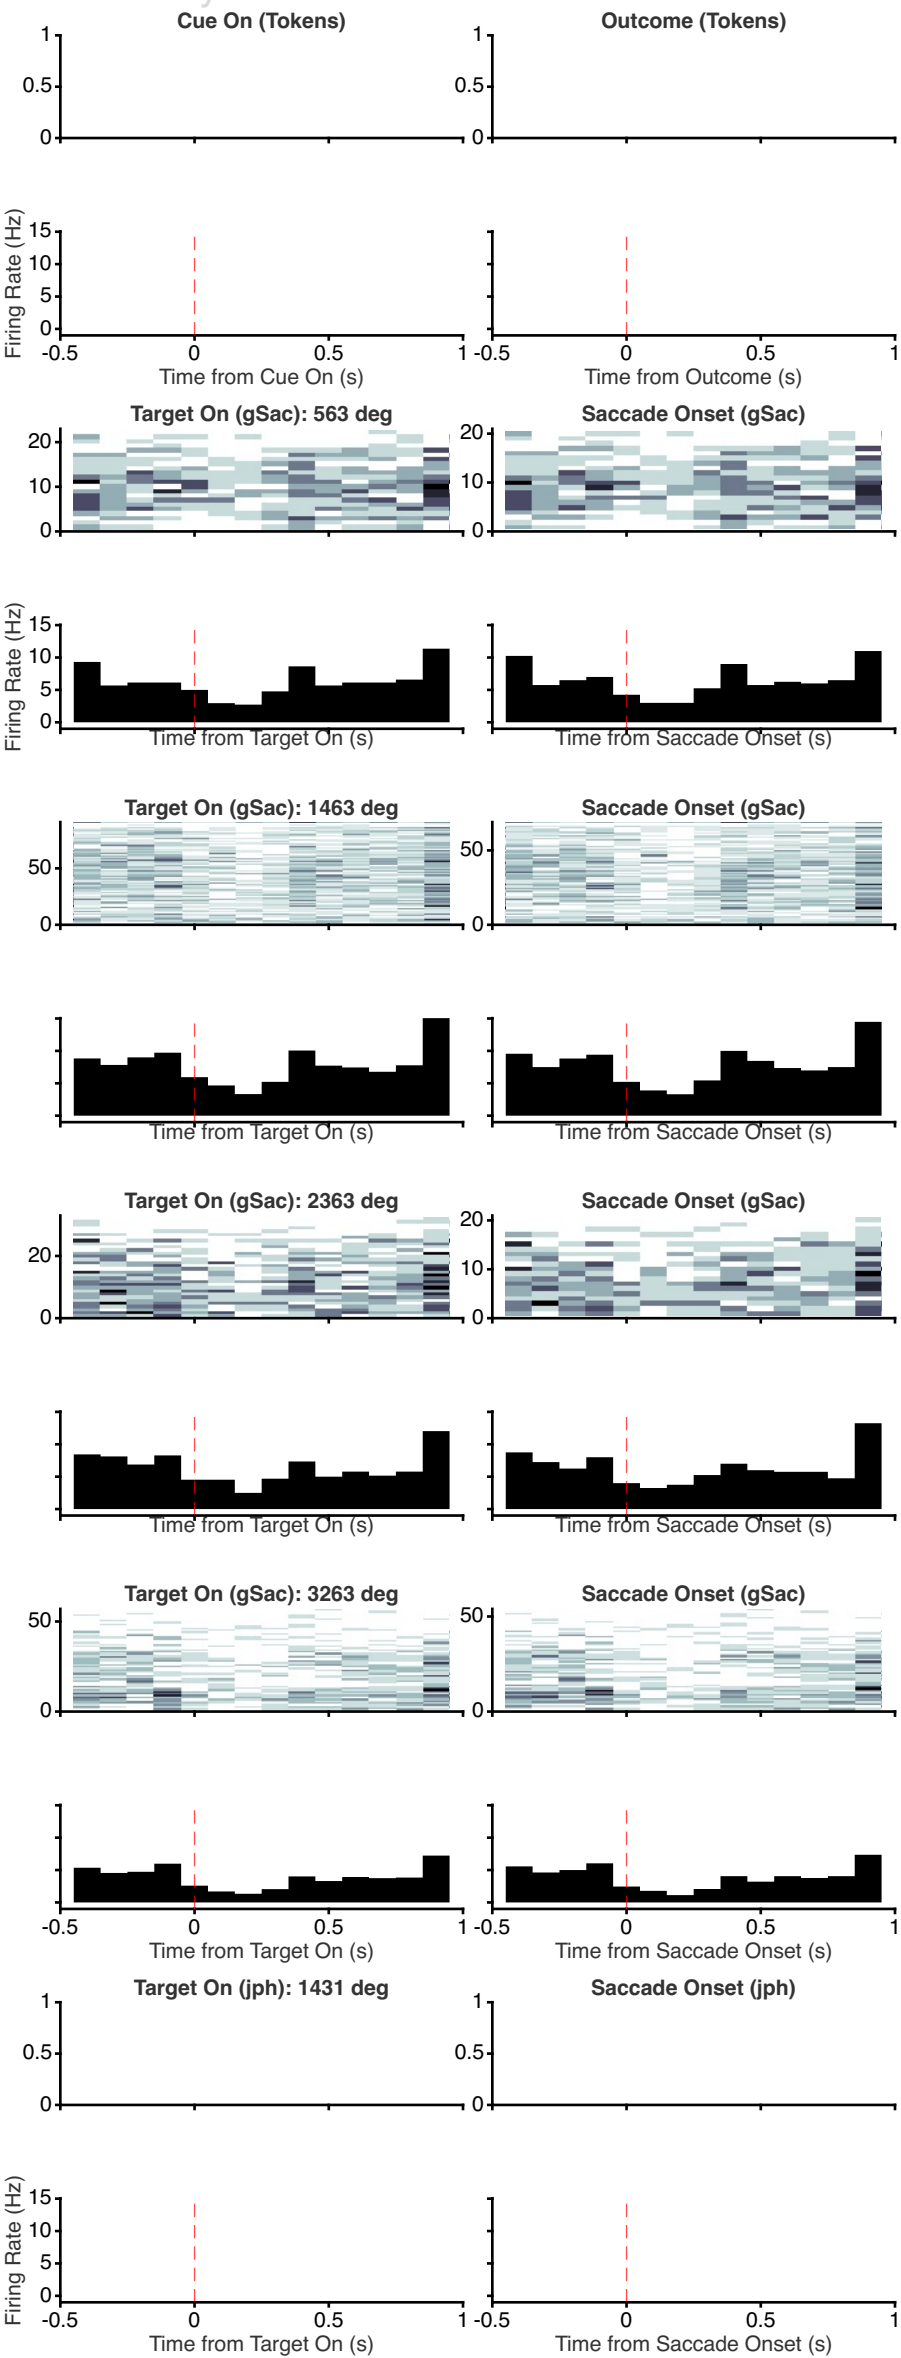 Cue On (Tokens) Outcome (Tokens)
1 1
0.5 0.5
0 0
Firing Rate (Hz)
15
10
5
0
-0.5 0 0.5 1 -0.5 0 0.5 1
Time from Cue On (s) Time from Outcome (s)
Target On (gSac): 563 deg Saccade Onset (gSac)
20 20
10 10
0 0
Firing Rate (Hz)
15
10
5
0
Time from Target On (s) Time from Saccade Onset (s)
Target On (gSac): 1463 deg Saccade Onset (gSac)
50 50
0 0
Time from Target On (s) Time from Saccade Onset (s)
Target On (gSac): 2363 deg Saccade Onset (gSac)
20 20
10
0 0
Time from Target On (s) Time from Saccade Onset (s)
Target On (gSac): 3263 deg Saccade Onset (gSac)
50 50
0 0
-0.5 0 0.5 1 -0.5 0 0.5 1
Time from Target On (s) Time from Saccade Onset (s)
Target On (jph): 1431 deg Saccade Onset (jph)
1 1
0.5 0.5
0 0
Firing Rate (Hz)
15
10
5
0
-0.5 0 0.5 1 -0.5 0 0.5 1
Time from Target On (s) Time from Saccade Onset (s)